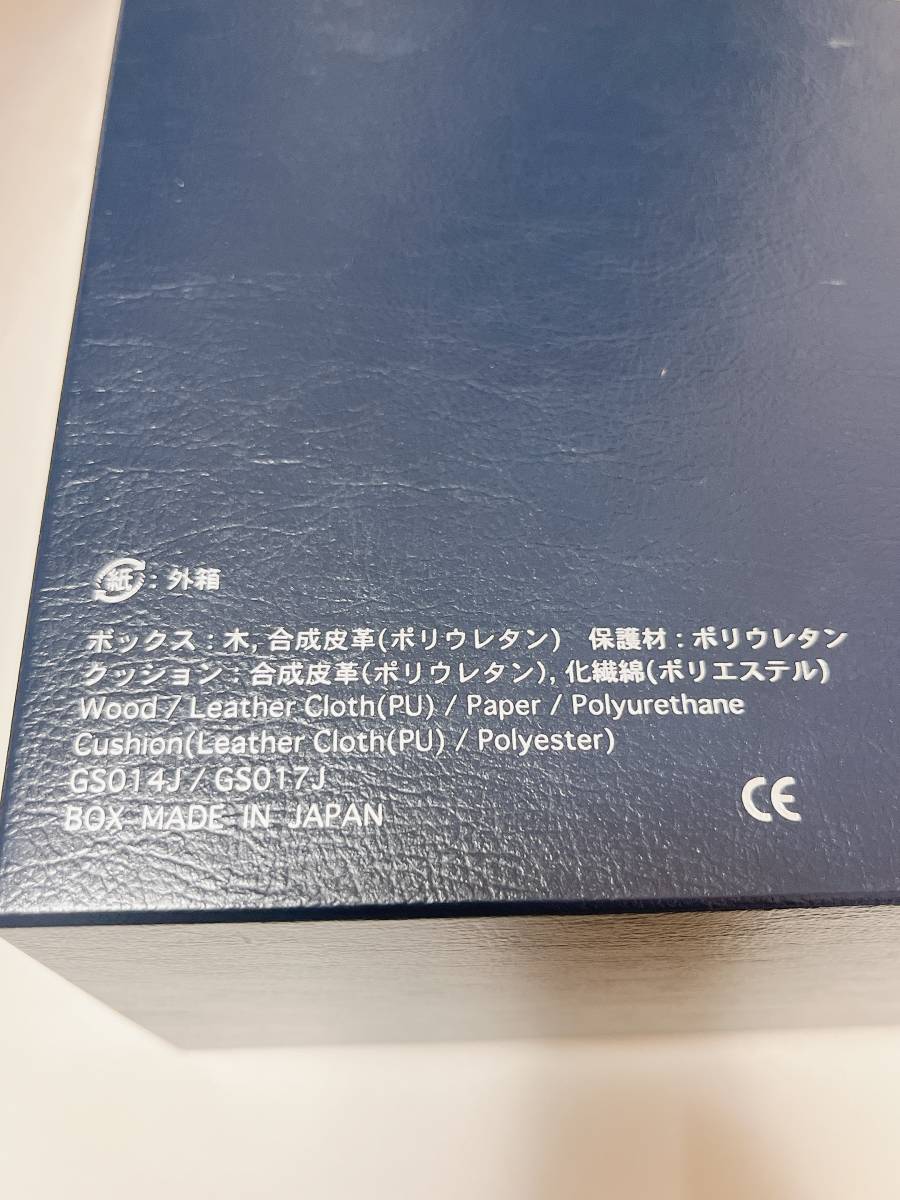 紙：外箱
ボックス：木, 合成皮革(ポリウレタン)　保護材：ポリウレタン
クッション：合成皮革(ポリウレタン), 化繊綿(ポリエステル)
Wood / Leather Cloth(PU) / Paper / Polyurethane
Cushion(Leather Cloth(PU) / Polyester)
GS014J / GS017J
BOX MADE IN JAPAN
CE